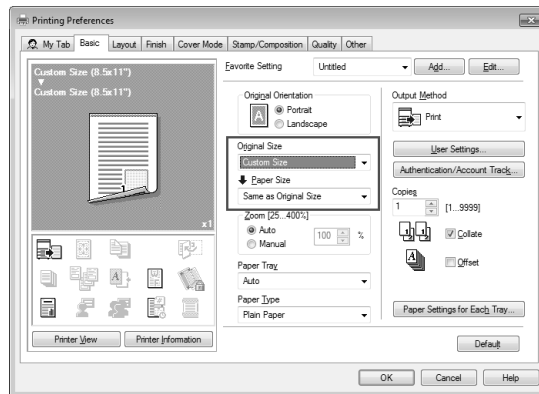 Printing Preferences
My Tab Basic Layout Finish Cover Mode Stamp/Composition Quality Other
Custom Size (8.5x11")
Custom Size (8.5x11")
1
x1
Printer View Printer Information
Favorite Setting Untitled Add... Edit...
Original Orientation
A
Portrait
Landscape
Original Size
Custom Size
Paper Size
Same as Original Size
Zoom [25...400%]
Auto
Manual
100 %
Paper Tray
Auto
Paper Type
Plain Paper
Output Method
Print
User Settings...
Authentication/Account Track...
Copies
1 [1...9999]
Collate
Offset
Paper Settings for Each Tray...
Default
OK Cancel Help